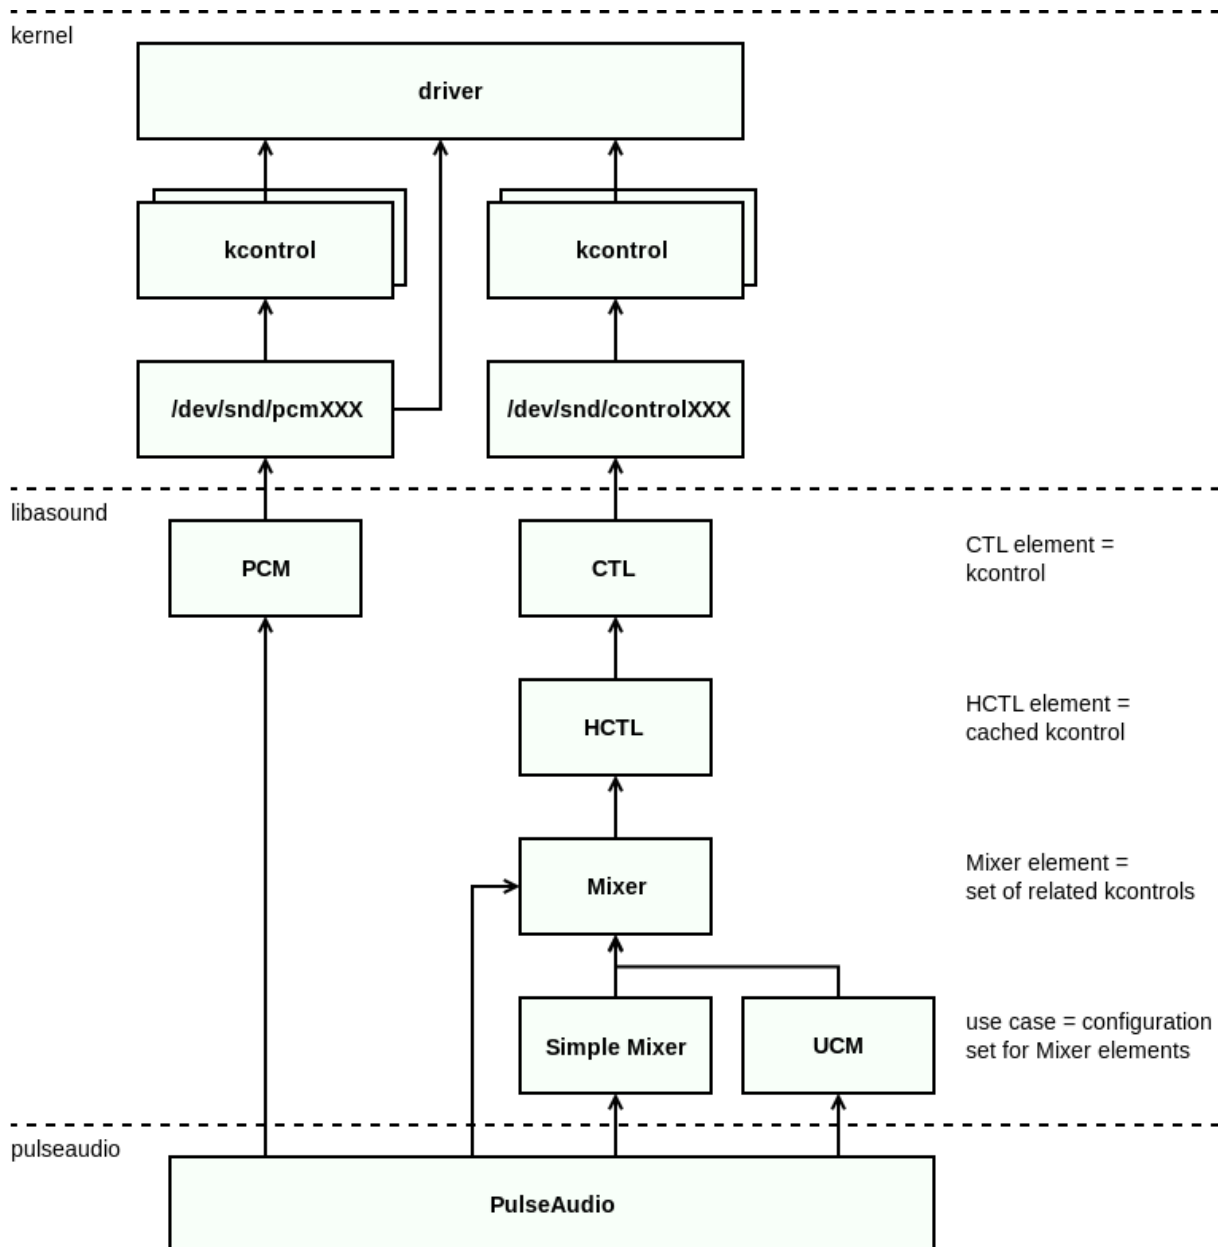 kernel
driver
kcontrol
kcontrol
/dev/snd/pcmXXX
/dev/snd/controlXXX
libasound
PCM
CTL
CTL element =
kcontrol
HCTL
HCTL element =
cached kcontrol
Mixer
Mixer element =
set of related kcontrols
Simple Mixer
UCM
use case = configuration
set for Mixer elements
pulseaudio
PulseAudio